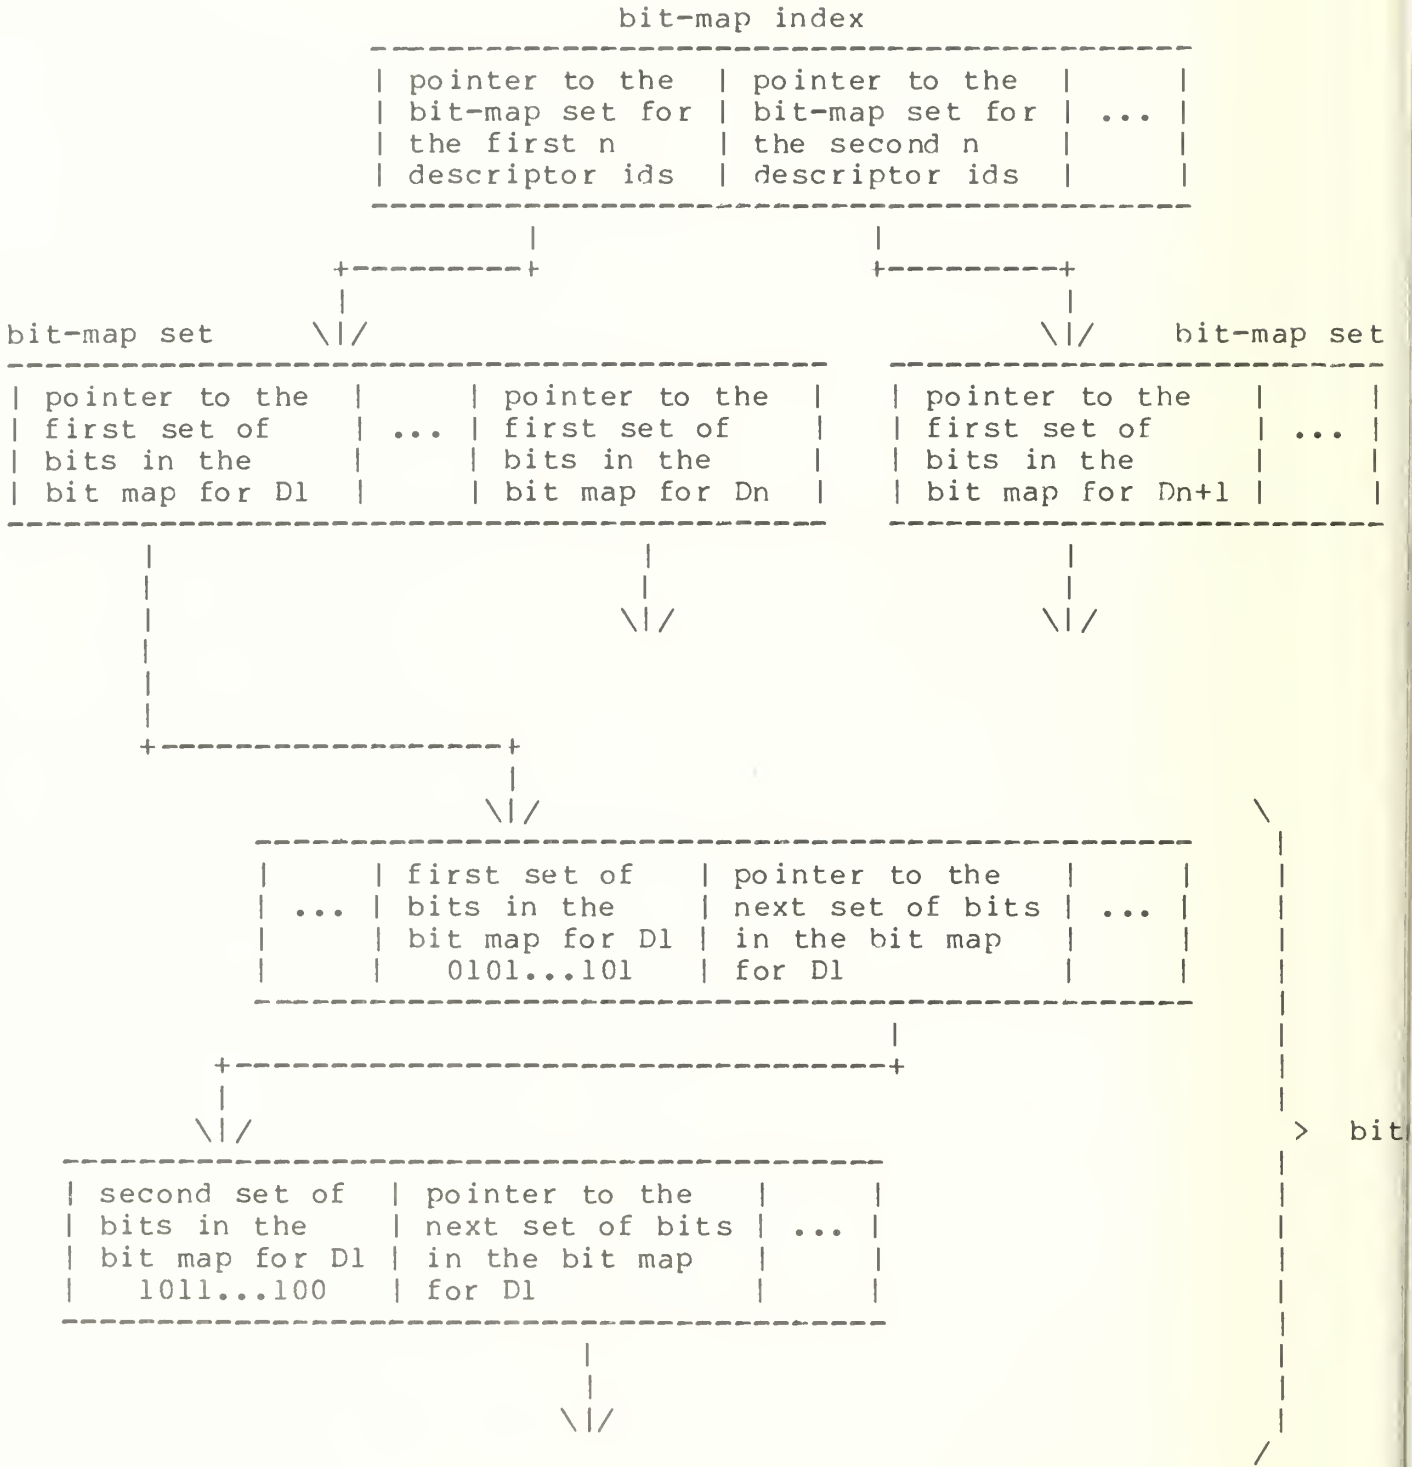 bit-map index
| pointer to the | pointer to the | |
| bit-map set for | bit-map set for | ... |
| the first n | the second n | |
| descriptor ids | descriptor ids | |
bit-map set \|/ \|/ bit-map set
| pointer to the | | pointer to the | | pointer to the | |
| first set of | ... | first set of | | first set of | ... |
| bits in the | | bits in the | | bits in the | |
| bit map for D1 | | bit map for Dn | | bit map for Dn+1 | |
| | first set of | pointer to the | |
| ... | bits in the | next set of bits | ... |
| | bit map for D1 | in the bit map | |
| | 0101...101 | for D1 | |
> bit
| second set of | pointer to the | |
| bits in the | next set of bits | ... |
| bit map for D1 | in the bit map | |
| 1011...100 | for D1 | |